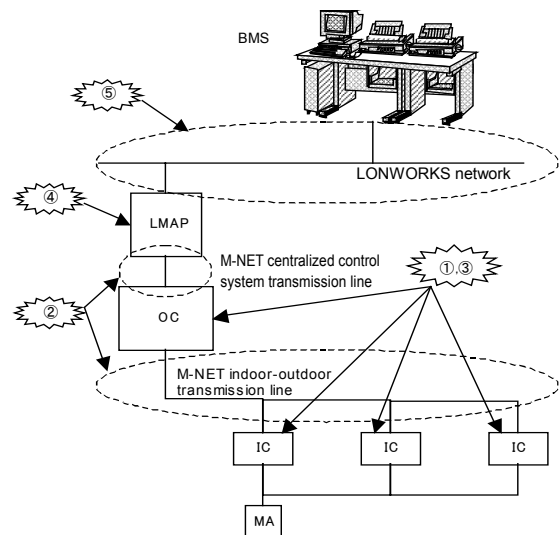 BMS
⑤
LONWORKS network
④
LMAP
M-NET centralized control
system transmission line
①,③
②
OC
M-NET indoor-outdoor
transmission line
IC
IC
IC
MA